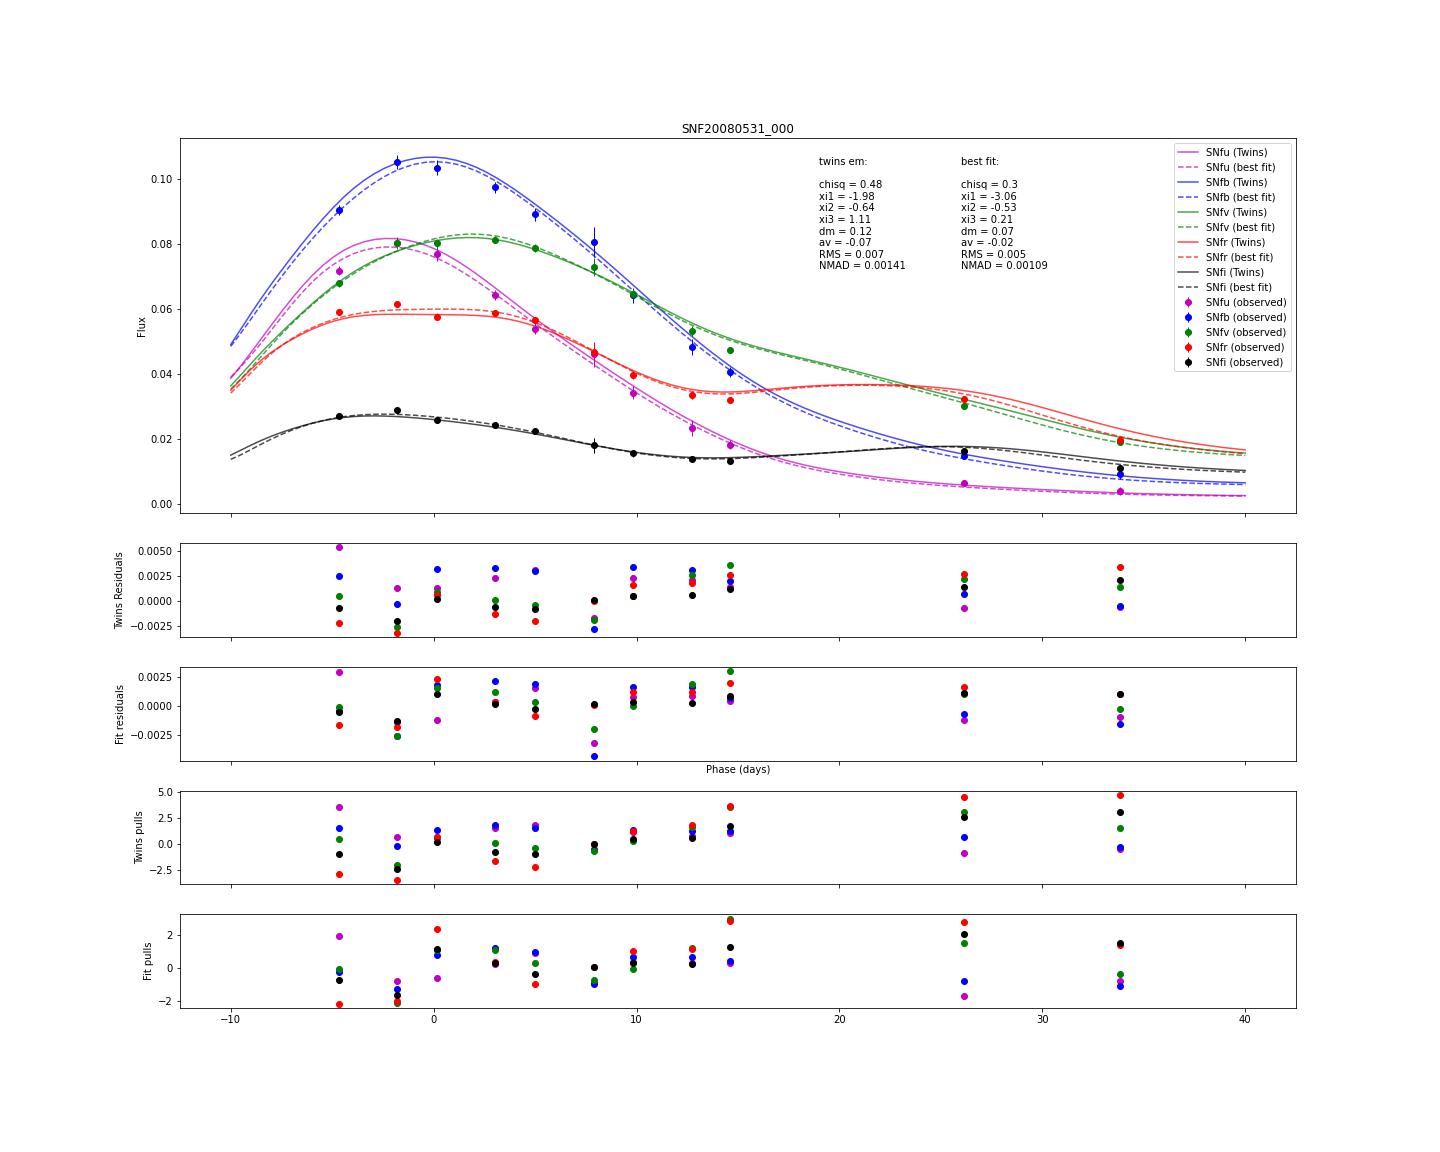 SNF20080531_000
Flux
0.10
0.08
0.06
0.04
0.02
0.00
twins em:
chisq = 0.48
xi1 = -1.98
xi2 = -0.64
xi3 = 1.11
dm = 0.12
av = -0.07
RMS = 0.007
NMAD = 0.00141
best fit:
chisq = 0.3
xi1 = -3.06
xi2 = -0.53
xi3 = 0.21
dm = 0.07
av = -0.02
RMS = 0.005
NMAD = 0.00109
SNfu (Twins)
SNfu (best fit)
SNfb (Twins)
SNfb (best fit)
SNfv (Twins)
SNfv (best fit)
SNfr (Twins)
SNfr (best fit)
SNfi (Twins)
SNfi (best fit)
SNfu (observed)
SNfb (observed)
SNfv (observed)
SNfr (observed)
SNfi (observed)
Twins Residuals
0.0050
0.0025
0.0000
−0.0025
Fit residuals
0.0025
0.0000
−0.0025
Phase (days)
Twins pulls
5.0
2.5
0.0
−2.5
Fit pulls
2
0
−2
−10
0
10
20
30
40